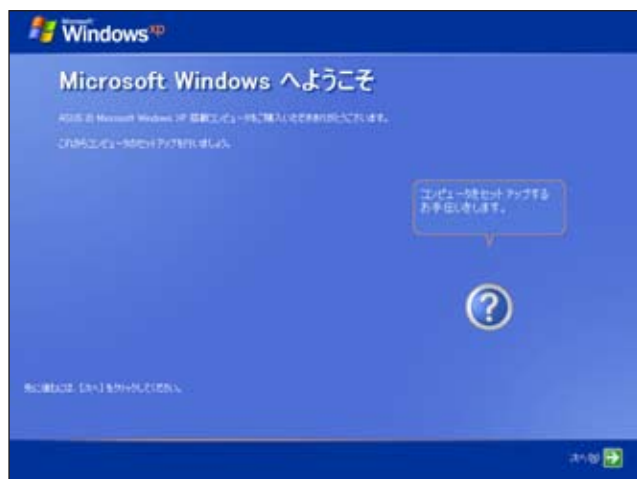 Microsoft
Windows xp
Microsoft Windows へようこそ
ASUS の Microsoft Windows XP 搭載コンピュータをご購入いただきありがとうございます。
これからコンピュータのセットアップを行いましょう。
コンピュータをセットアップする
お手伝いをします。
先に進むには、[次へ] をクリックしてください。
次へ(N)